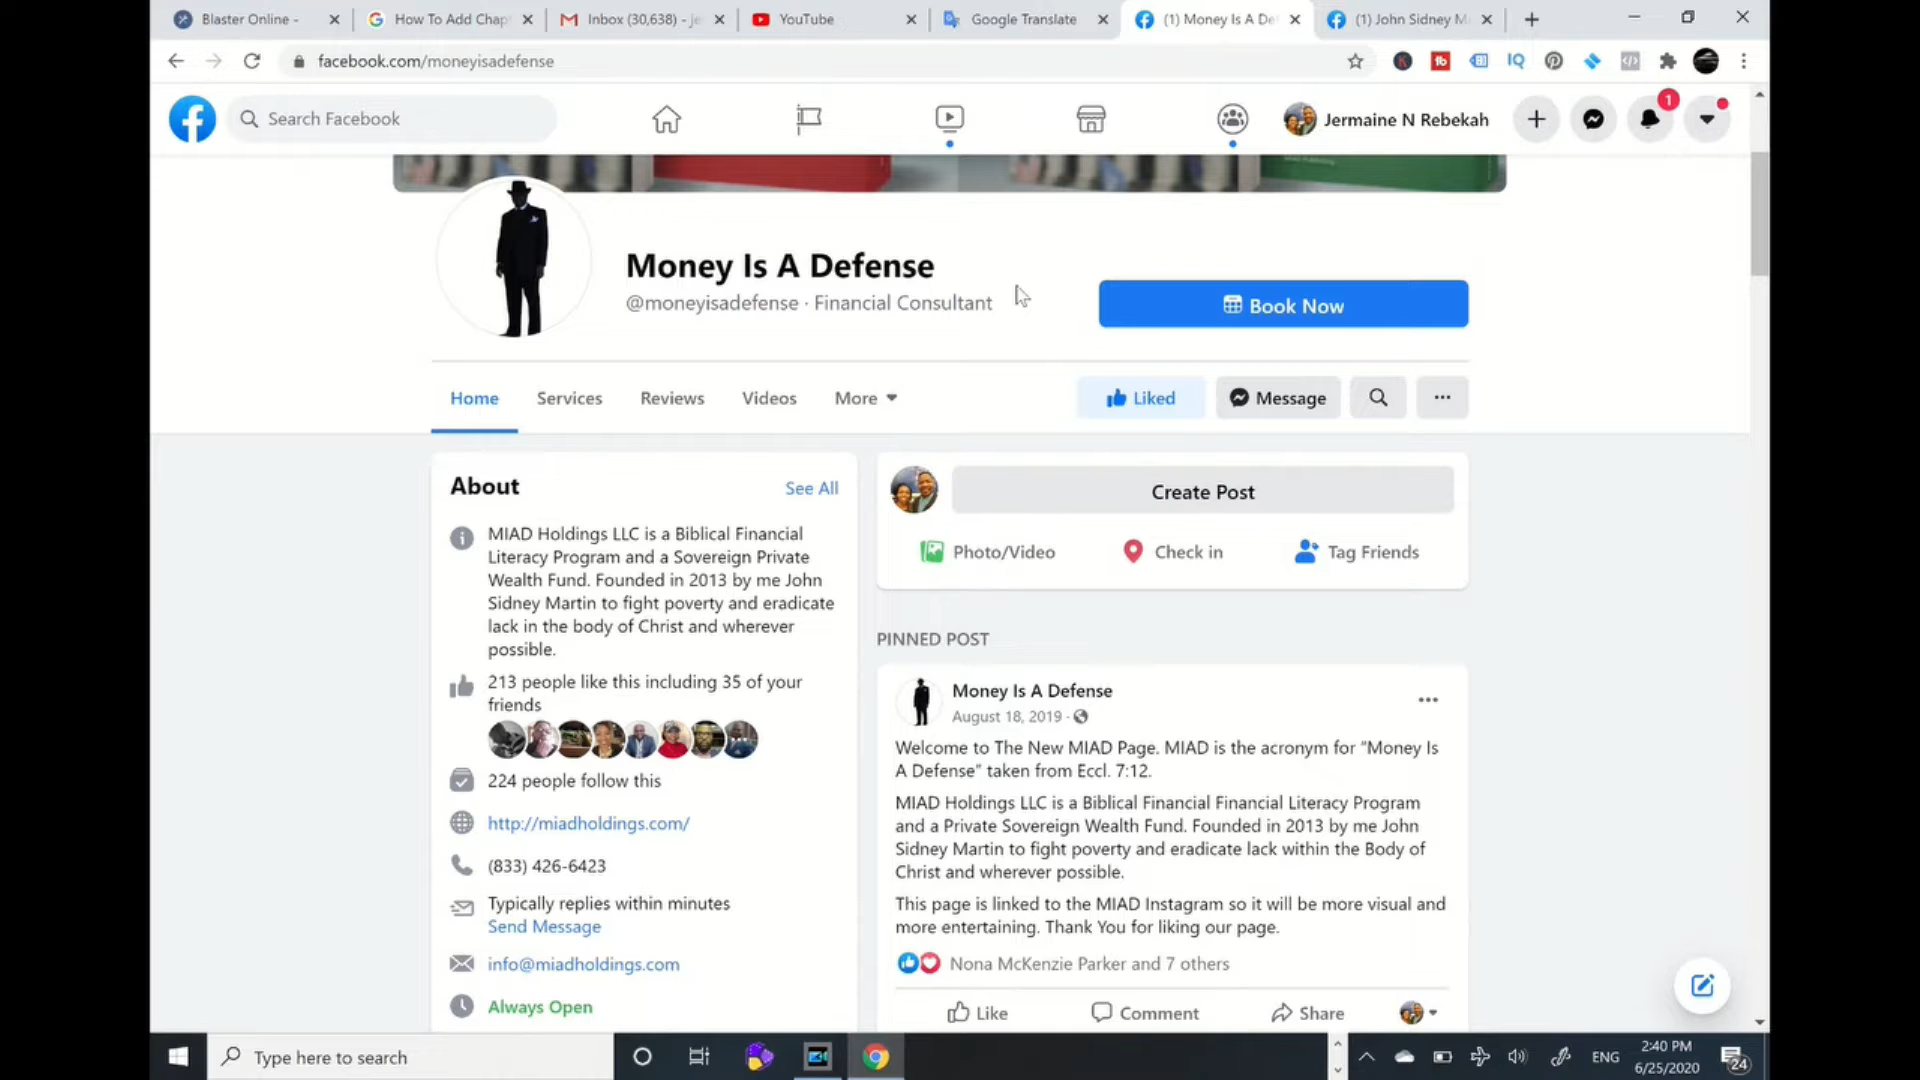 Blaster Online -
How To Add Chap
Inbox (30,638) - je
YouTube
Google Translate
(1) Money Is A De
(1) John Sidney M
facebook.com/moneyisadefense
Search Facebook
Jermaine N Rebekah
1
Money Is A Defense
@moneyisadefense · Financial Consultant
Book Now
Home
Services
Reviews
Videos
More
Liked
Message
About
See All
MIAD Holdings LLC is a Biblical Financial
Literacy Program and a Sovereign Private
Wealth Fund. Founded in 2013 by me John
Sidney Martin to fight poverty and eradicate
lack in the body of Christ and wherever
possible.
213 people like this including 35 of your
friends
224 people follow this
http://miadholdings.com/
(833) 426-6423
Typically replies within minutes
Send Message
info@miadholdings.com
Always Open
Create Post
Photo/Video
Check in
Tag Friends
PINNED POST
Money Is A Defense
August 18, 2019 ·
Welcome to The New MIAD Page. MIAD is the acronym for “Money Is
A Defense” taken from Eccl. 7:12.
MIAD Holdings LLC is a Biblical Financial Financial Literacy Program
and a Private Sovereign Wealth Fund. Founded in 2013 by me John
Sidney Martin to fight poverty and eradicate lack within the Body of
Christ and wherever possible.
This page is linked to the MIAD Instagram so it will be more visual and
more entertaining. Thank You for liking our page.
Nona McKenzie Parker and 7 others
Like
Comment
Share
Type here to search
ENG
2:40 PM
6/25/2020
24